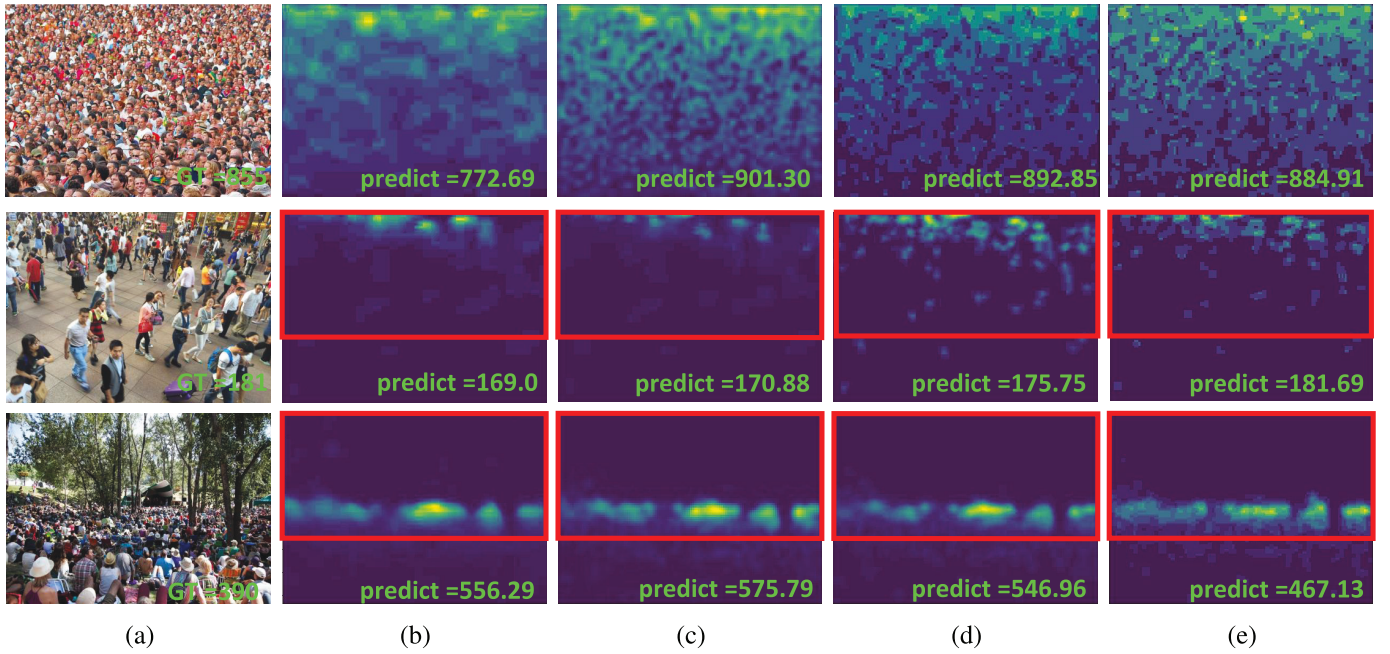 GT =855
predict =772.69
predict =901.30
predict =892.85
predict =884.91
GT =181
predict =169.0
predict =170.88
predict =175.75
predict =181.69
GT =390
predict =556.29
predict =575.79
predict =546.96
predict =467.13
(a)
(b)
(c)
(d)
(e)